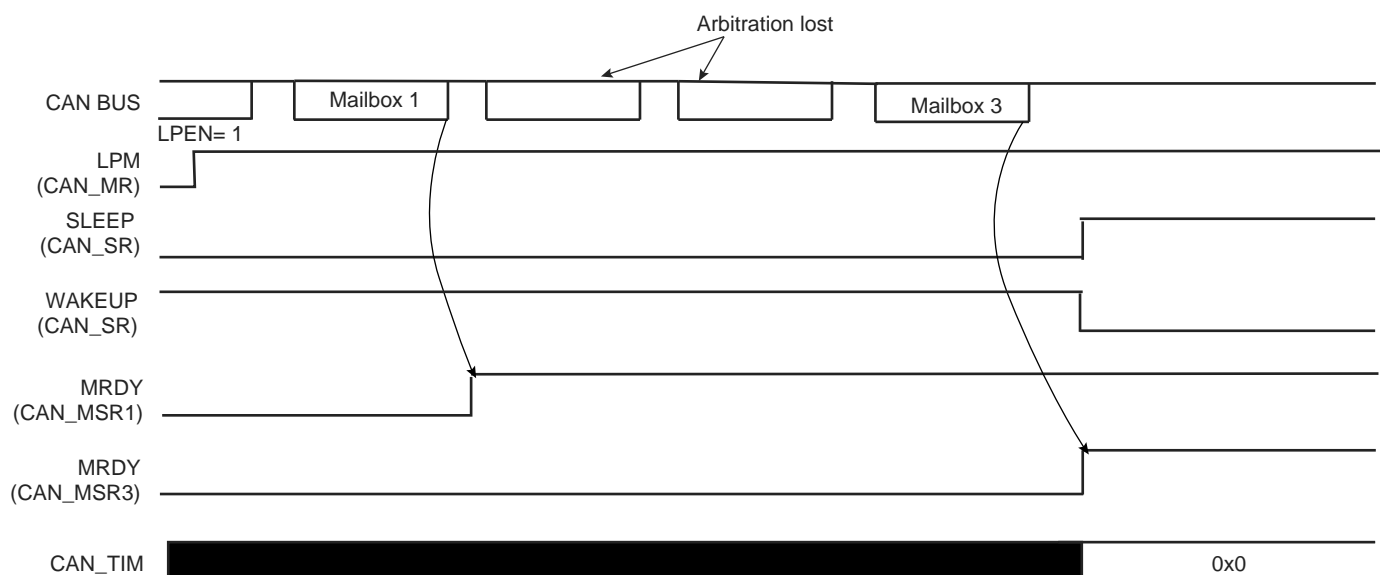 Arbitration lost
CAN BUS
Mailbox 1
Mailbox 3
LPEN= 1
LPM
(CAN_MR)
SLEEP
(CAN_SR)
WAKEUP
(CAN_SR)
MRDY
(CAN_MSR1)
MRDY
(CAN_MSR3)
CAN_TIM
0x0